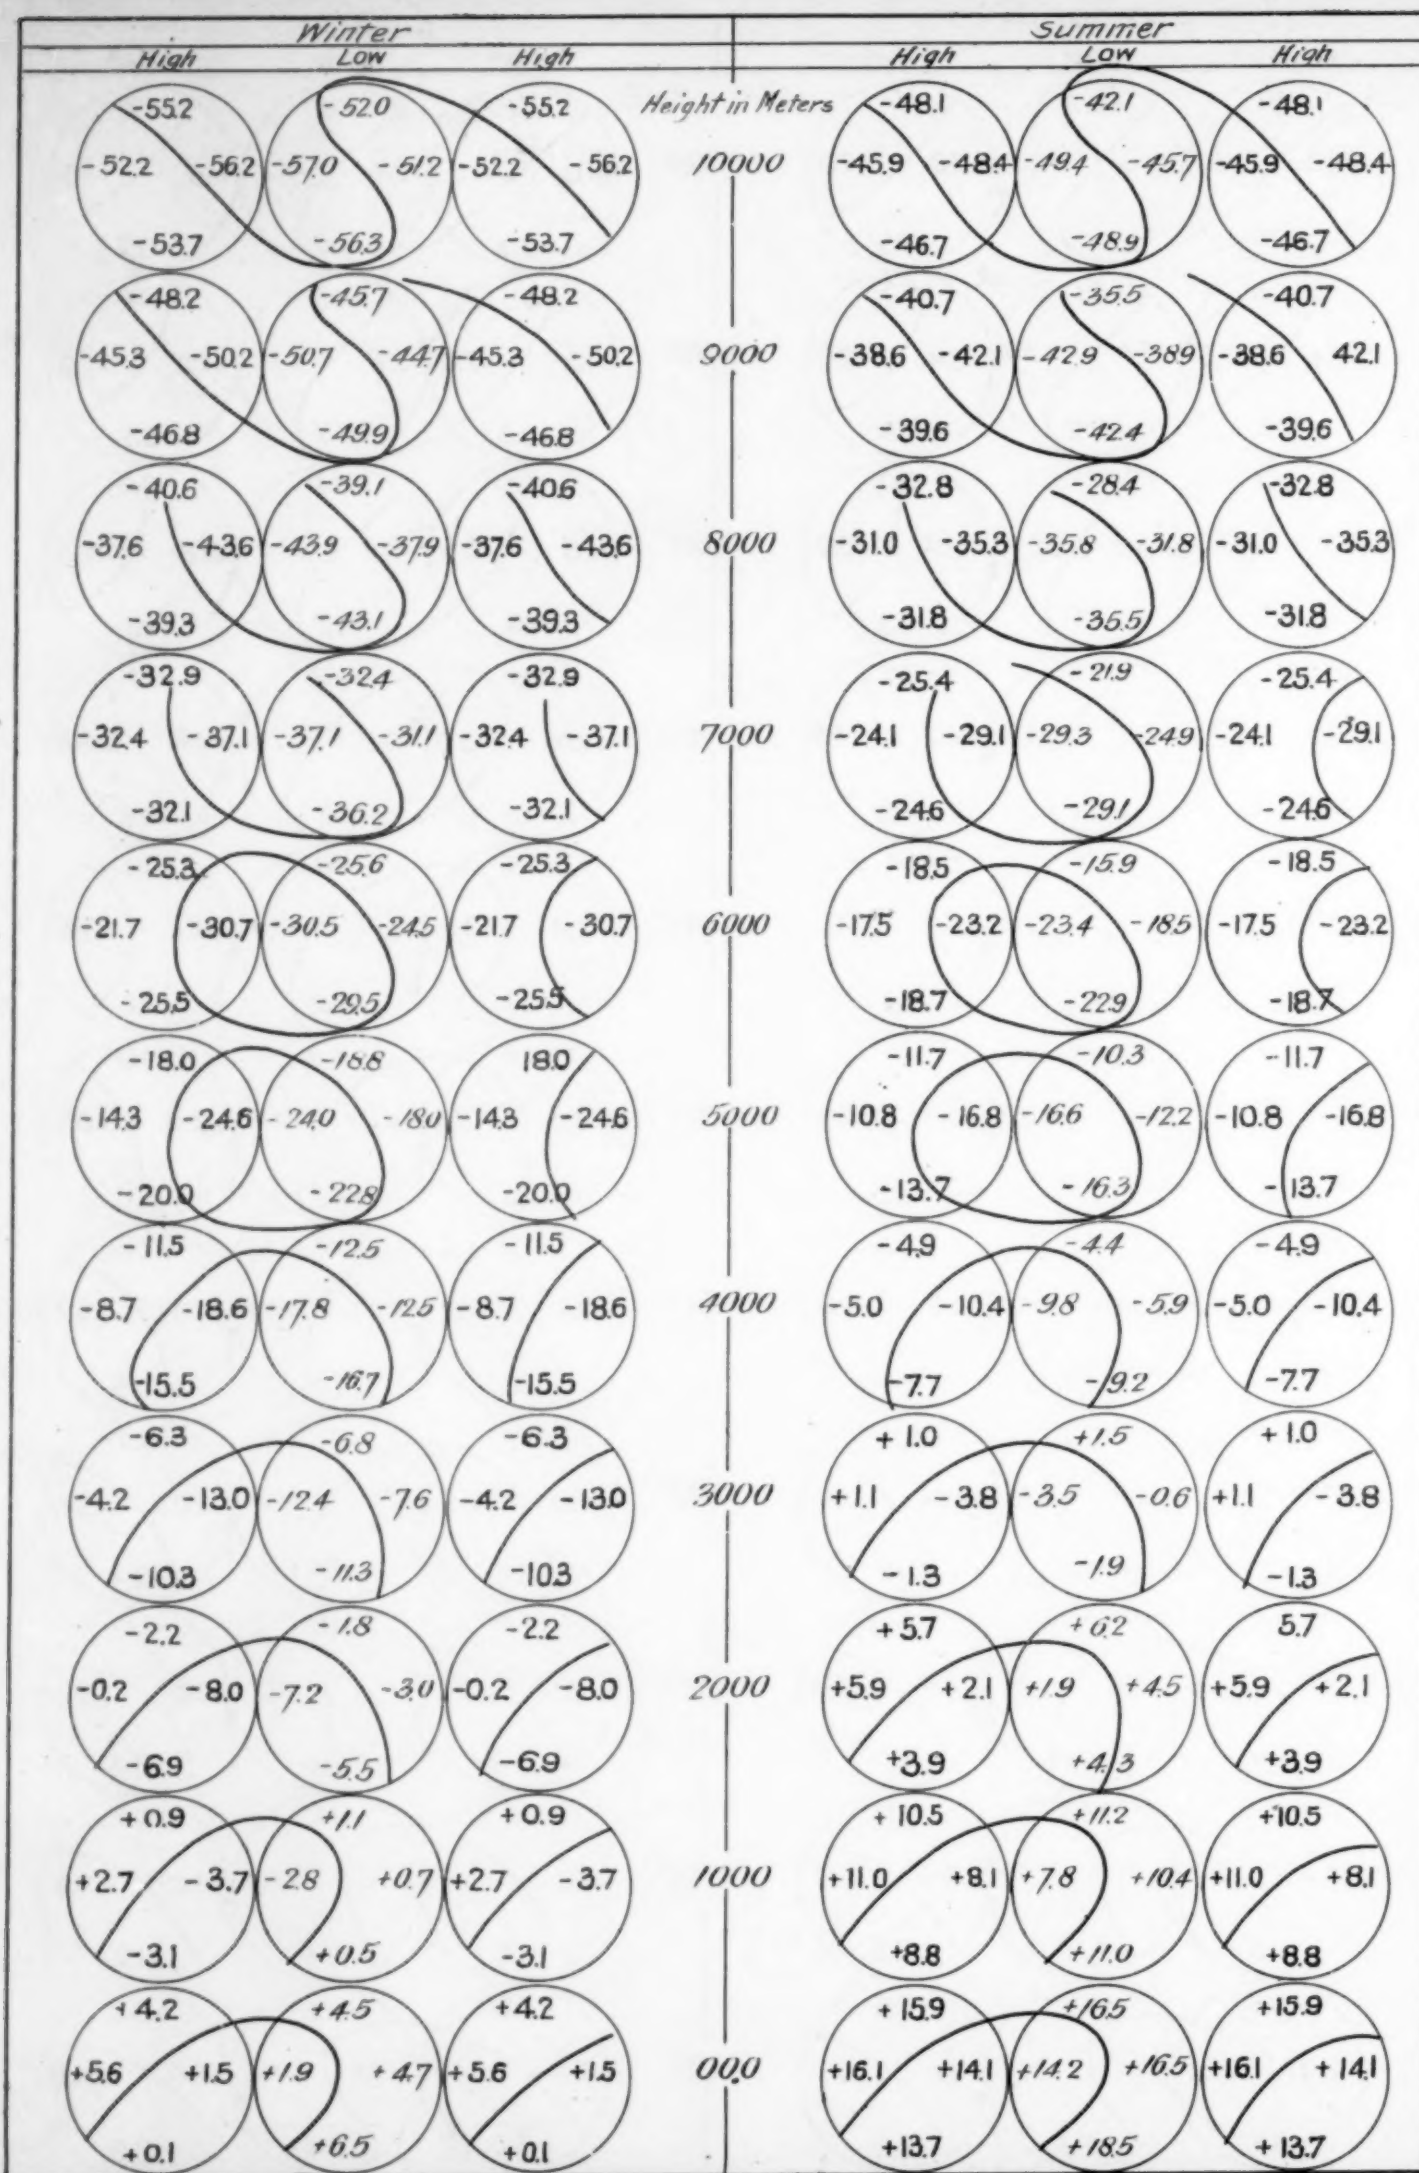 Winter Summer
High Low High High Low High
-55.2 -52.0 -55.2 Height in Meters -48.1 -42.1 -48.1
-52.2 -56.2 -57.0 -51.2 -52.2 -56.2 10000 -45.9 -48.4 -49.4 -45.7 -45.9 -48.4
-53.7 -56.3 -53.7 -46.7 -48.9 -46.7
-48.2 -45.7 -48.2 -40.7 -35.5 -40.7
-45.3 -50.2 -50.7 -44.7 -45.3 -50.2 9000 -38.6 -42.1 -42.9 -38.9 -38.6 42.1
-46.8 -49.9 -46.8 -39.6 -42.4 -39.6
-40.6 -39.1 -40.6 -32.8 -28.4 -32.8
-37.6 -43.6 -43.9 -37.9 -37.6 -43.6 8000 -31.0 -35.3 -35.8 -31.8 -31.0 -35.3
-39.3 -43.1 -39.3 -31.8 -35.5 -31.8
-32.9 -32.4 -32.9 -25.4 -21.9 -25.4
-32.4 -37.1 -37.1 -31.1 -32.4 -37.1 7000 -24.1 -29.1 -29.3 -24.9 -24.1 -29.1
-32.1 -36.2 -32.1 -24.6 -29.1 -24.6
-25.3 -25.6 -25.3 -18.5 -15.9 -18.5
-21.7 -30.7 -30.5 -24.5 -21.7 -30.7 6000 -17.5 -23.2 -23.4 -18.5 -17.5 -23.2
-25.5 -29.5 -25.5 -18.7 -22.9 -18.7
-18.0 -18.8 18.0 -11.7 -10.3 -11.7
-14.3 -24.6 -24.0 -18.0 -14.3 -24.6 5000 -10.8 -16.8 -16.6 -12.2 -10.8 -16.8
-20.0 -22.8 -20.0 -13.7 -16.3 -13.7
-11.5 -12.5 -11.5 -4.9 -4.4 -4.9
-8.7 -18.6 -17.8 -12.5 -8.7 -18.6 4000 -5.0 -10.4 -9.8 -5.9 -5.0 -10.4
-15.5 -16.7 -15.5 -7.7 -9.2 -7.7
-6.3 -6.8 -6.3 +1.0 +1.5 +1.0
-4.2 -13.0 -12.4 -7.6 -4.2 -13.0 3000 +1.1 -3.8 -3.5 -0.6 +1.1 -3.8
-10.3 -11.3 -10.3 -1.3 -1.9 -1.3
-2.2 -1.8 -2.2 +5.7 +6.2 5.7
-0.2 -8.0 -7.2 -3.0 -0.2 -8.0 2000 +5.9 +2.1 +1.9 +4.5 +5.9 +2.1
-6.9 -5.5 -6.9 +3.9 +4.3 +3.9
+0.9 +1.1 +0.9 +10.5 +11.2 +10.5
+2.7 -3.7 -2.8 +0.7 +2.7 -3.7 1000 +11.0 +8.1 +7.8 +10.4 +11.0 +8.1
-3.1 +0.5 -3.1 +8.8 +11.0 +8.8
+4.2 +4.5 +4.2 +15.9 +16.5 +15.9
+5.6 +1.5 +1.9 +4.7 +5.6 +1.5 00.0 +16.1 +14.1 +14.2 +16.5 +16.1 +14.1
+0.1 +6.5 +0.1 +13.7 +18.5 +13.7